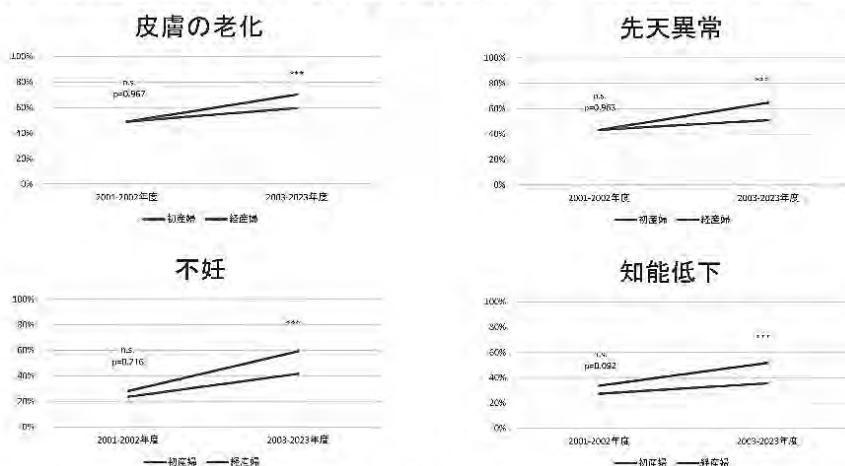 皮膚の老化
100%
80%
60%
40%
20%
0%
n.s.
p=0.967
***
2001-2002年度
2003-2023年度
初産婦 経産婦
先天異常
100%
80%
60%
40%
20%
0%
n.s.
p=0.963
***
2001-2002年度
2003-2023年度
初産婦 経産婦
不妊
100%
80%
60%
40%
20%
0%
n.s.
p=0.716
***
2001-2002年度
2003-2023年度
初産婦 経産婦
知能低下
100%
80%
60%
40%
20%
0%
n.s.
p=0.092
***
2001-2002年度
2003-2023年度
初産婦 経産婦